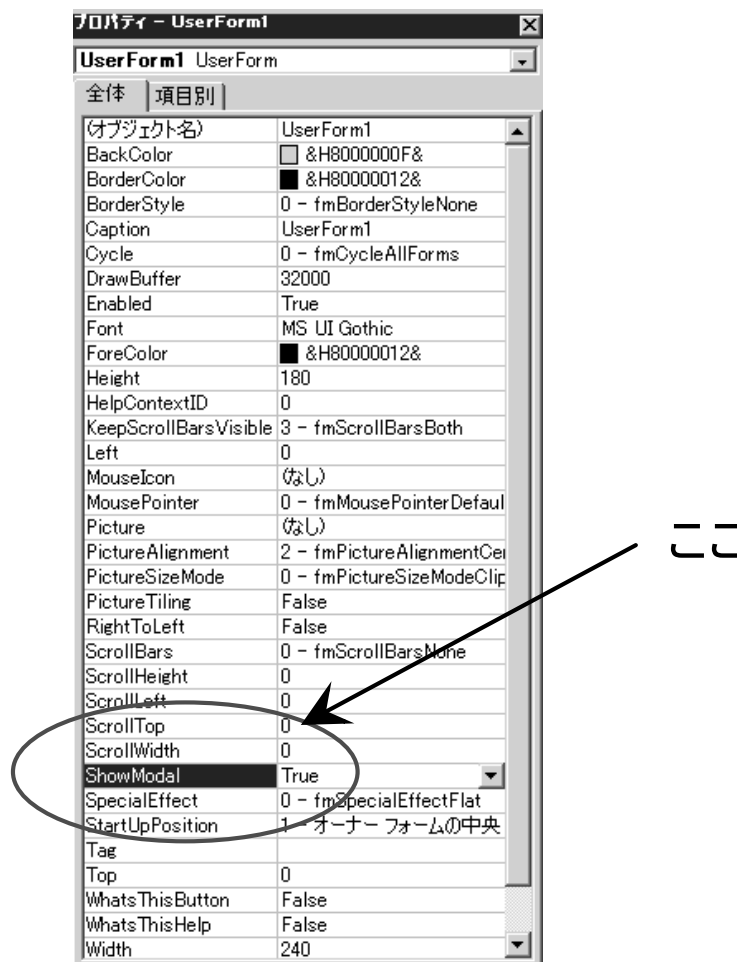 プロパティ - UserForm1
UserForm1 UserForm
全体 項目別
(オブジェクト名) UserForm1
BackColor &H8000000F&
BorderColor &H80000012&
BorderStyle 0 - fmBorderStyleNone
Caption UserForm1
Cycle 0 - fmCycleAllForms
DrawBuffer 32000
Enabled True
Font MS UI Gothic
ForeColor &H80000012&
Height 180
HelpContextID 0
KeepScrollBarsVisible 3 - fmScrollBarsBoth
Left 0
MouseIcon (なし)
MousePointer 0 - fmMousePointerDefaul
Picture (なし)
PictureAlignment 2 - fmPictureAlignmentCer
PictureSizeMode 0 - fmPictureSizeModeClip
PictureTiling False
RightToLeft False
ScrollBars 0 - fmScrollBarsNone
ScrollHeight 0
ScrollLeft 0
ScrollTop 0
ScrollWidth 0
ShowModal True
SpecialEffect 0 - fmSpecialEffectFlat
StartUpPosition 1 - オーナー フォームの中央
Tag
Top 0
WhatsThisButton False
WhatsThisHelp False
Width 240
ここ